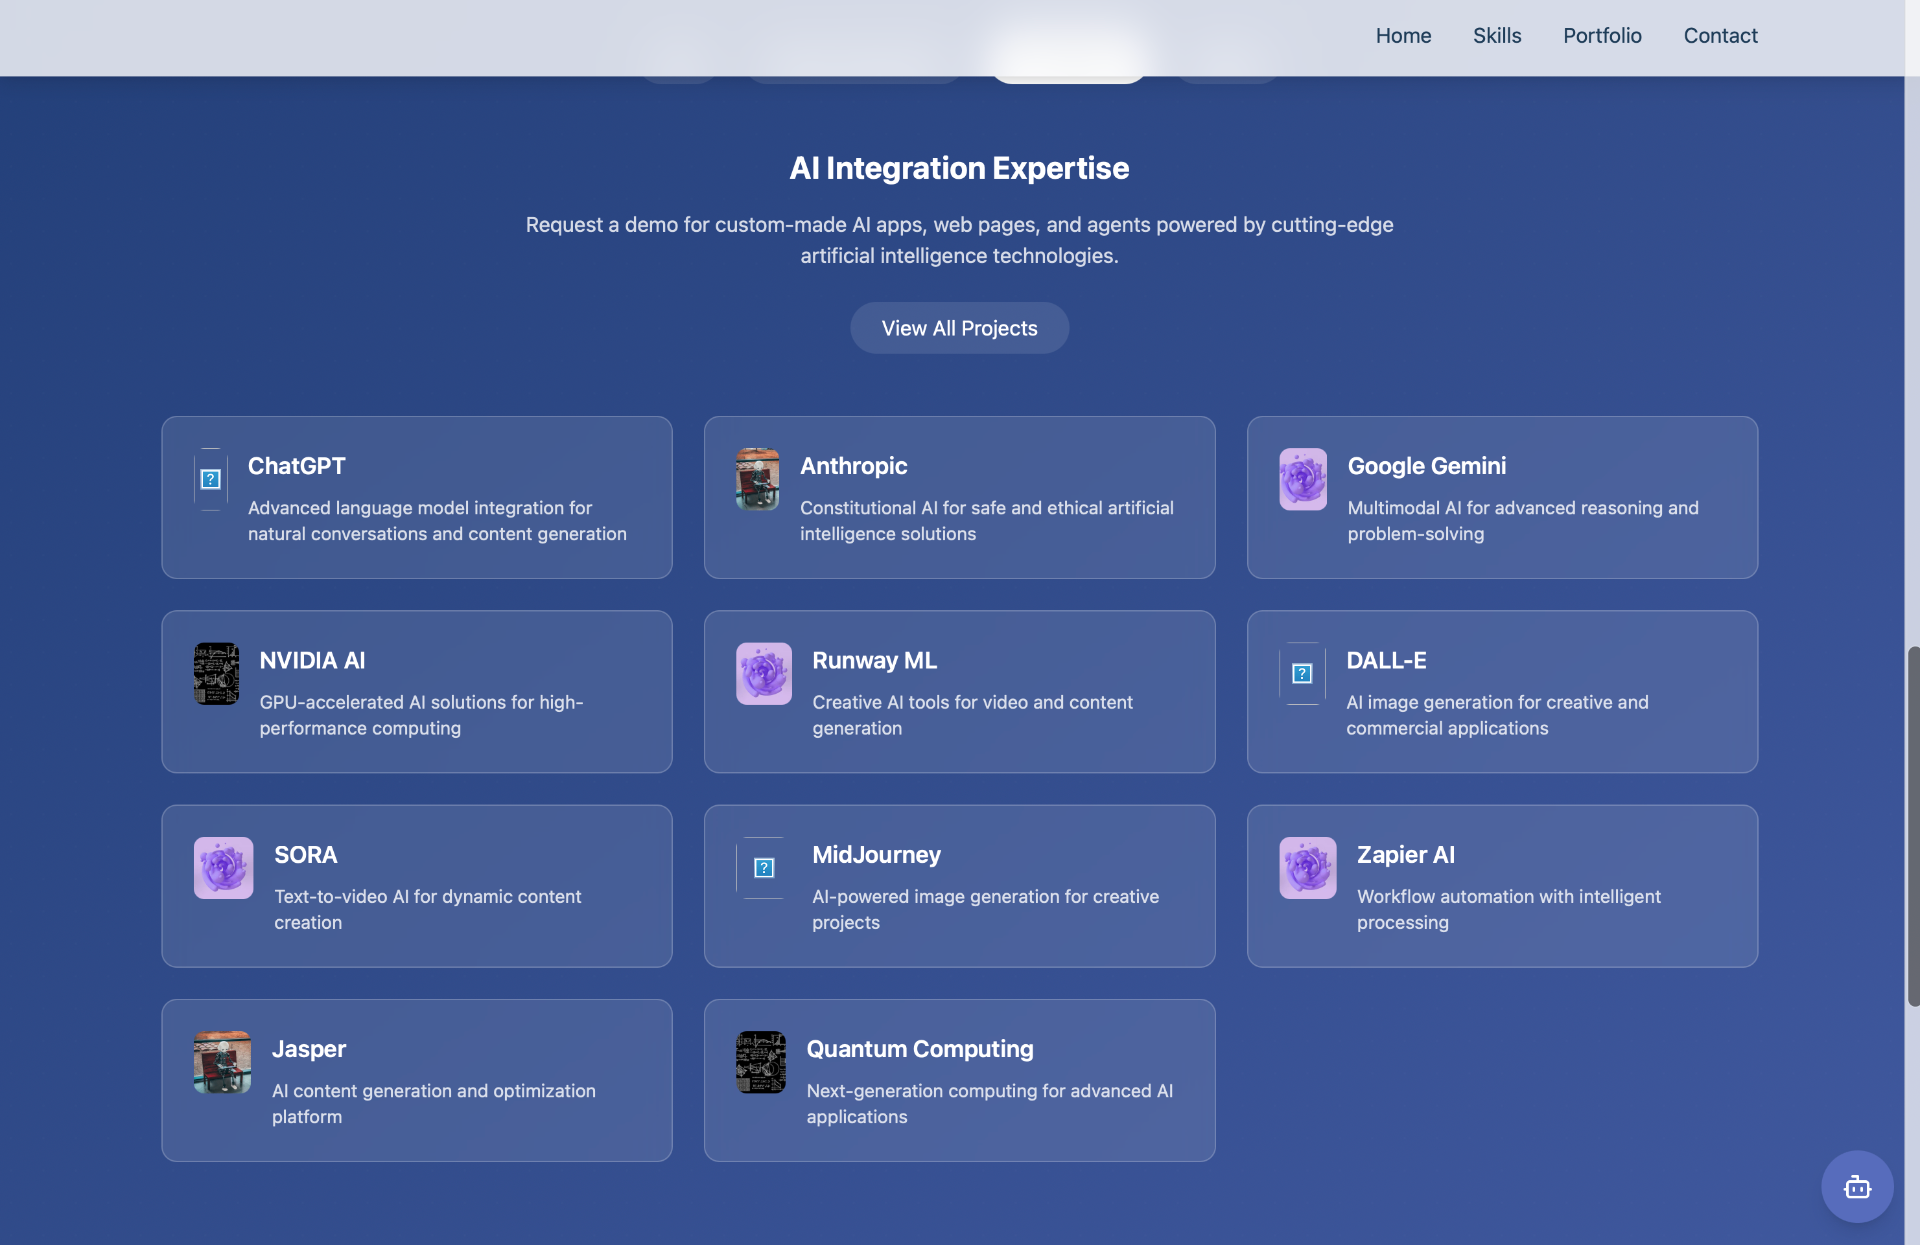 Home
Skills
Portfolio
Contact
AI Integration Expertise
Request a demo for custom-made AI apps, web pages, and agents powered by cutting-edge
artificial intelligence technologies.
View All Projects
ChatGPT
Advanced language model integration for
natural conversations and content generation
Anthropic
Constitutional AI for safe and ethical artificial
intelligence solutions
Google Gemini
Multimodal AI for advanced reasoning and
problem-solving
NVIDIA AI
GPU-accelerated AI solutions for high-
performance computing
Runway ML
Creative AI tools for video and content
generation
DALL-E
AI image generation for creative and
commercial applications
SORA
Text-to-video AI for dynamic content
creation
MidJourney
AI-powered image generation for creative
projects
Zapier AI
Workflow automation with intelligent
processing
Jasper
AI content generation and optimization
platform
Quantum Computing
Next-generation computing for advanced AI
applications